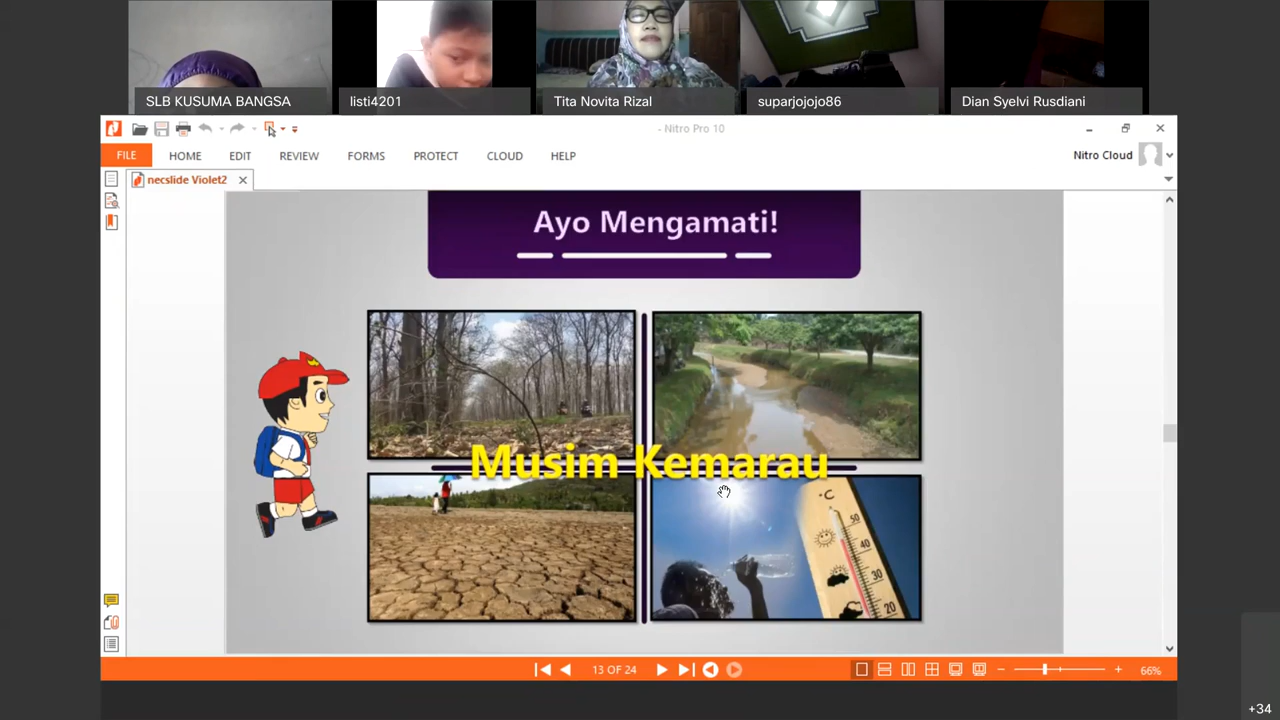 SLB KUSUMA BANGSA
listi4201
Tita Novita Rizal
suparjojojo86
Dian Syelvi Rusdiani
- Nitro Pro 10
FILE HOME EDIT REVIEW FORMS PROTECT CLOUD HELP
Nitro Cloud
necslide Violet2
Ayo Mengamati!
Musim Kemarau
°C
50
40
30
20
13 OF 24
66%
+34